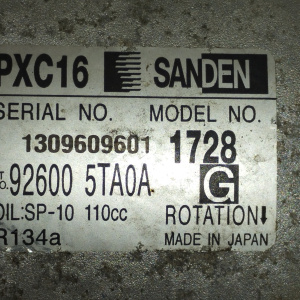 PXC16 SANDEN
SERIAL NO. MODEL NO.
1309609601 1728
NO. 92600 5TA0A G
OIL:SP-10 110cc ROTATION↓
R134a MADE IN JAPAN